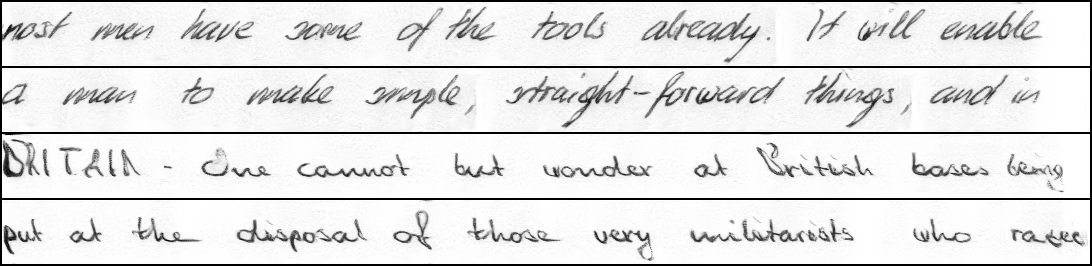 most men have some of the tools already. It will enable
a man to make simple, straight-forward things, and in
BRITAIN - One cannot but wonder at British bases being
put at the disposal of those very militarists who